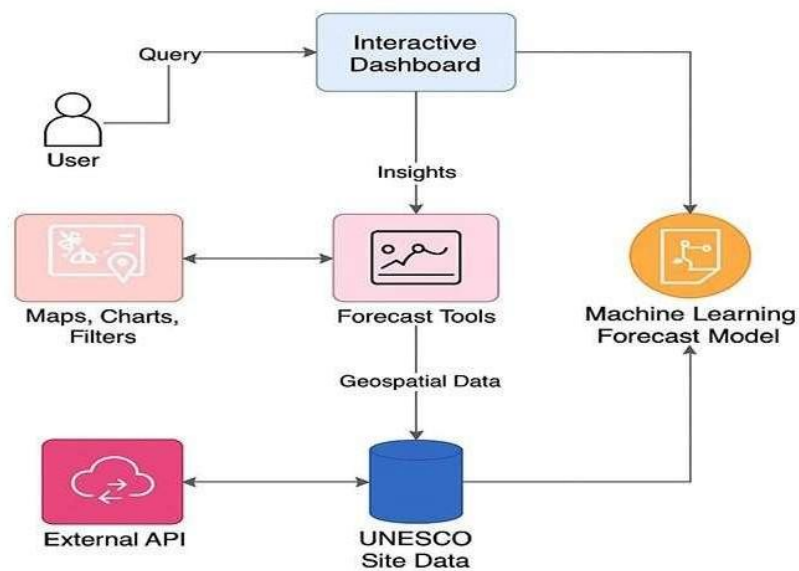 Query
Interactive
Dashboard
User
Insights
Maps, Charts,
Filters
Forecast Tools
Machine Learning
Forecast Model
Geospatial Data
External API
UNESCO
Site Data